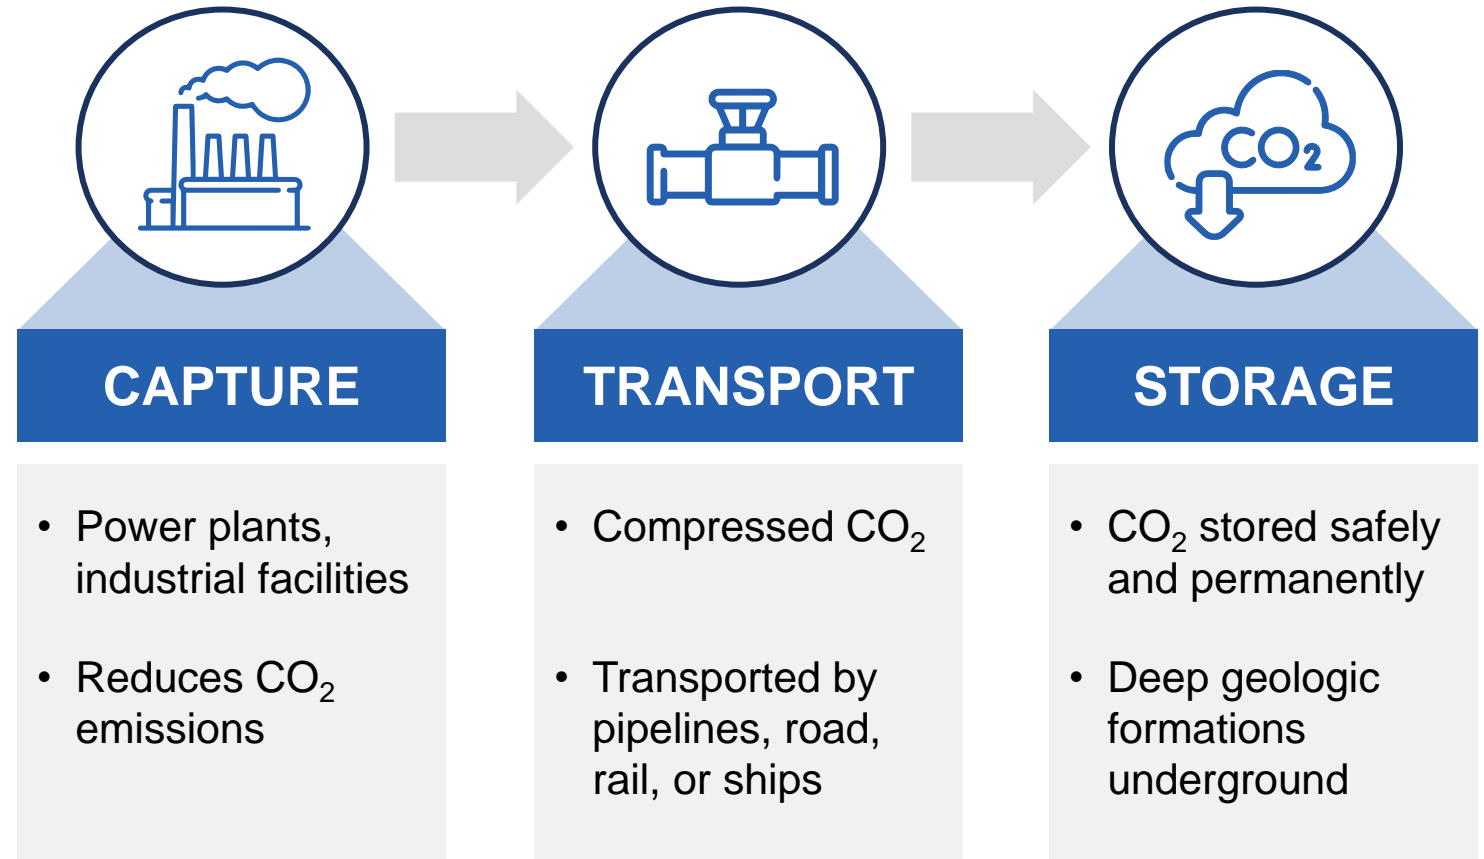 CO₂
CAPTURE
• Power plants,
industrial facilities
• Reduces CO₂
emissions
TRANSPORT
• Compressed CO₂
• Transported by
pipelines, road,
rail, or ships
STORAGE
• CO₂ stored safely
and permanently
• Deep geologic
formations
underground